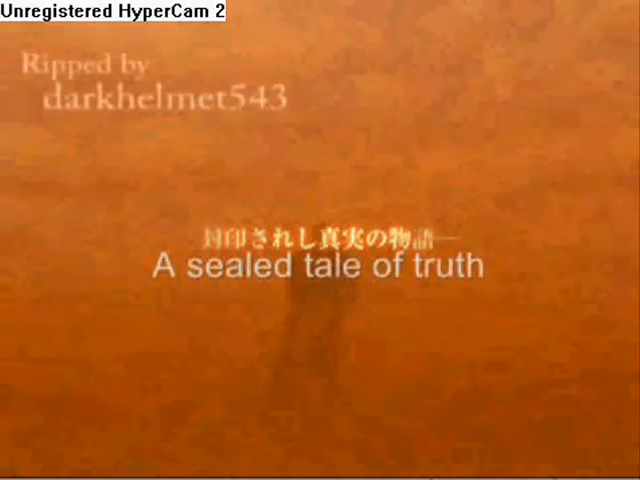 Unregistered HyperCam 2
Ripped by
darkhelmet543
封印されし真実の物語―
A sealed tale of truth